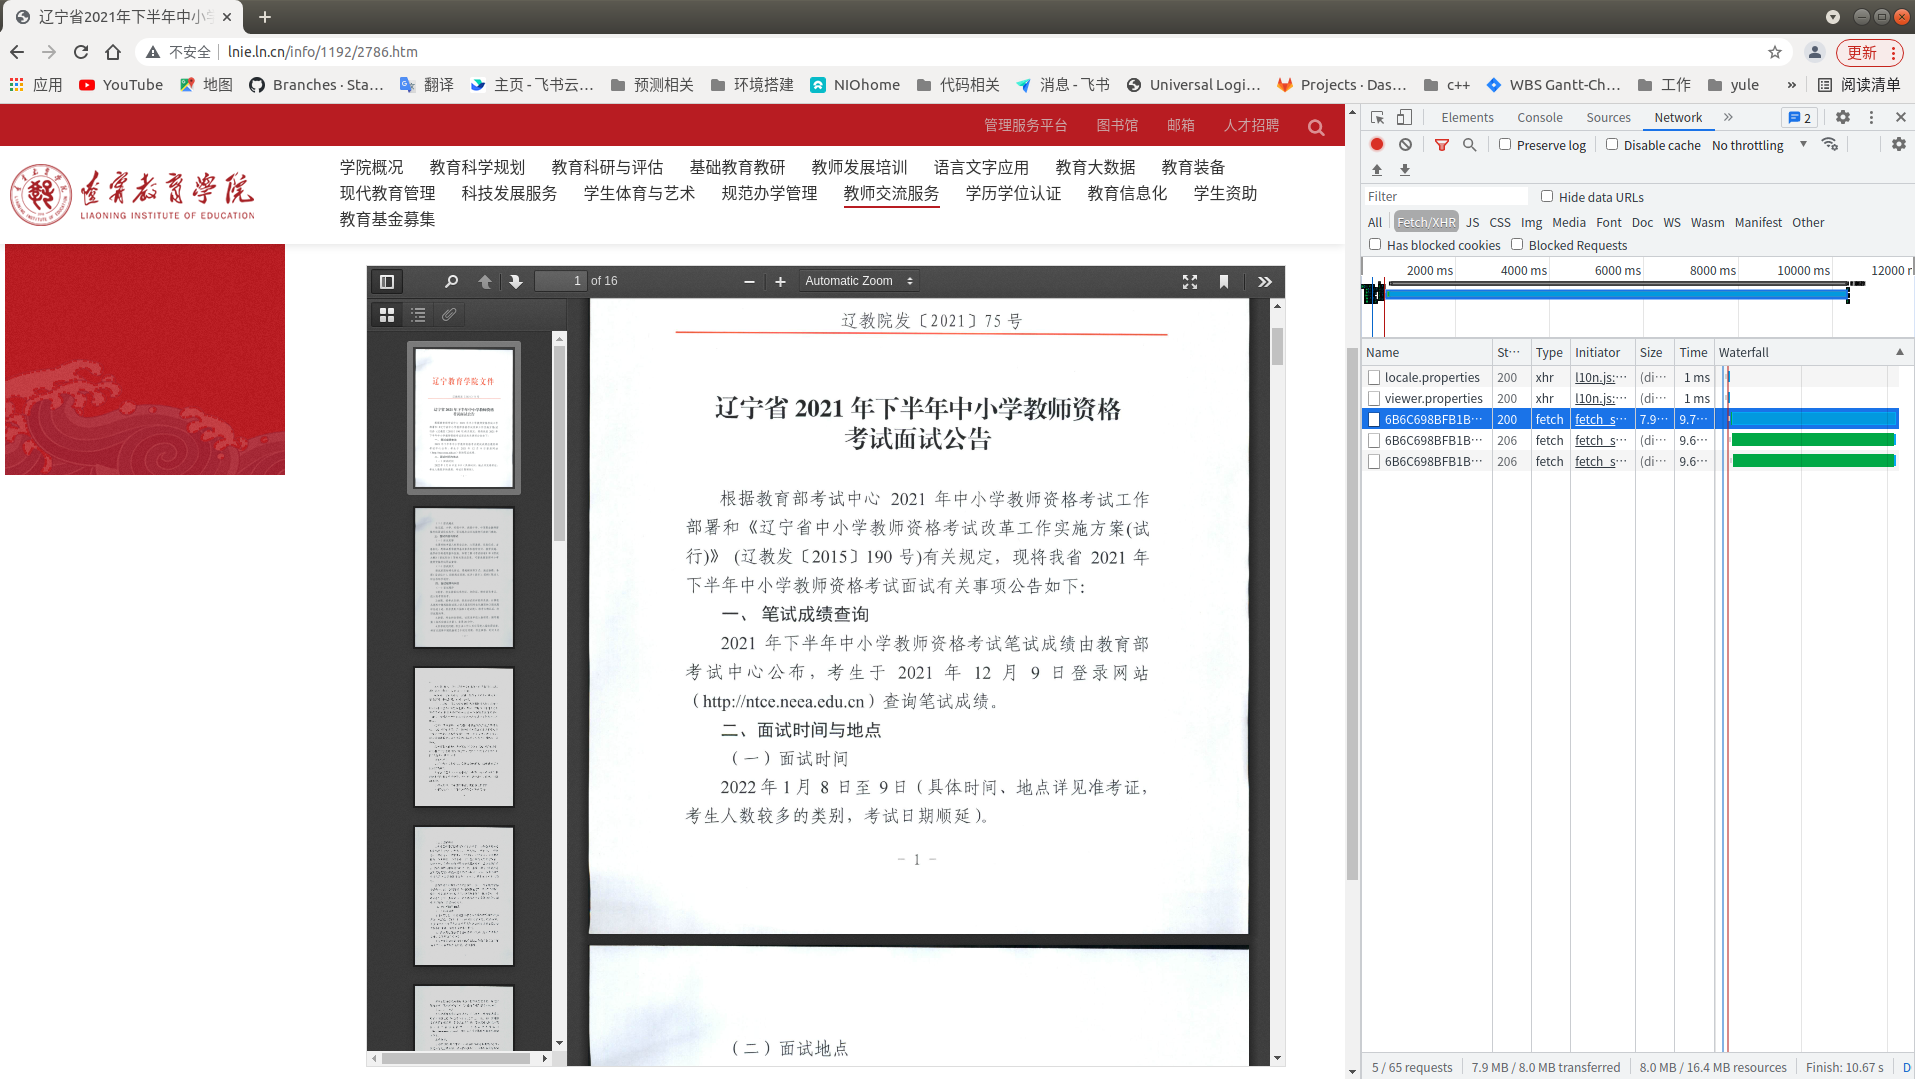 辽宁省2021年下半年中小学
不安全 lnie.ln.cn/info/1192/2786.htm 更新
应用 YouTube 地图 Branches · Sta... 翻译 主页 - 飞书云... 预测相关 环境搭建 NIOhome 代码相关 消息 - 飞书 Universal Logi... Projects · Das... c++ WBS Gantt-Ch... 工作 yule » 阅读清单
管理服务平台 图书馆 邮箱 人才招聘
辽宁教育学院
LIAONING INSTITUTE OF EDUCATION
学院概况 教育科学规划 教育科研与评估 基础教育教研 教师发展培训 语言文字应用 教育大数据 教育装备
现代教育管理 科技发展服务 学生体育与艺术 规范办学管理 教师交流服务 学历学位认证 教育信息化 学生资助
教育基金募集
1 of 16 Automatic Zoom
辽宁教育学院文件
辽教院发〔2021〕75号
辽宁省 2021 年下半年中小学教师资格
考试面试公告
根据教育部考试中心 2021 年中小学教师资格考试工作
部署和《辽宁省中小学教师资格考试改革工作实施方案(试
行)》 (辽教发〔2015〕190 号)有关规定，现将我省 2021 年
下半年中小学教师资格考试面试有关事项公告如下：
一、 笔试成绩查询
2021 年下半年中小学教师资格考试笔试成绩由教育部
考试中心公布，考生于 2021 年 12 月 9 日登录网站
（http://ntce.neea.edu.cn）查询笔试成绩。
二、面试时间与地点
（一）面试时间
2022年1月 8 日至 9日（具体时间、地点详见准考证，
考生人数较多的类别，考试日期顺延）。
- 1 -
（二）面试地点
Elements Console Sources Network » 2
Preserve log Disable cache No throttling
Filter Hide data URLs
All Fetch/XHR JS CSS Img Media Font Doc WS Wasm Manifest Other
Has blocked cookies Blocked Requests
2000 ms 4000 ms 6000 ms 8000 ms 10000 ms 12000 r
Name St... Type Initiator Size Time Waterfall
locale.properties 200 xhr l10n.js:... (di... 1 ms
viewer.properties 200 xhr l10n.js:... (di... 1 ms
6B6C698BFB1B... 200 fetch fetch_s... 7.9... 9.7...
6B6C698BFB1B... 206 fetch fetch_s... (di... 9.6...
6B6C698BFB1B... 206 fetch fetch_s... (di... 9.6...
5 / 65 requests 7.9 MB / 8.0 MB transferred 8.0 MB / 16.4 MB resources Finish: 10.67 s D